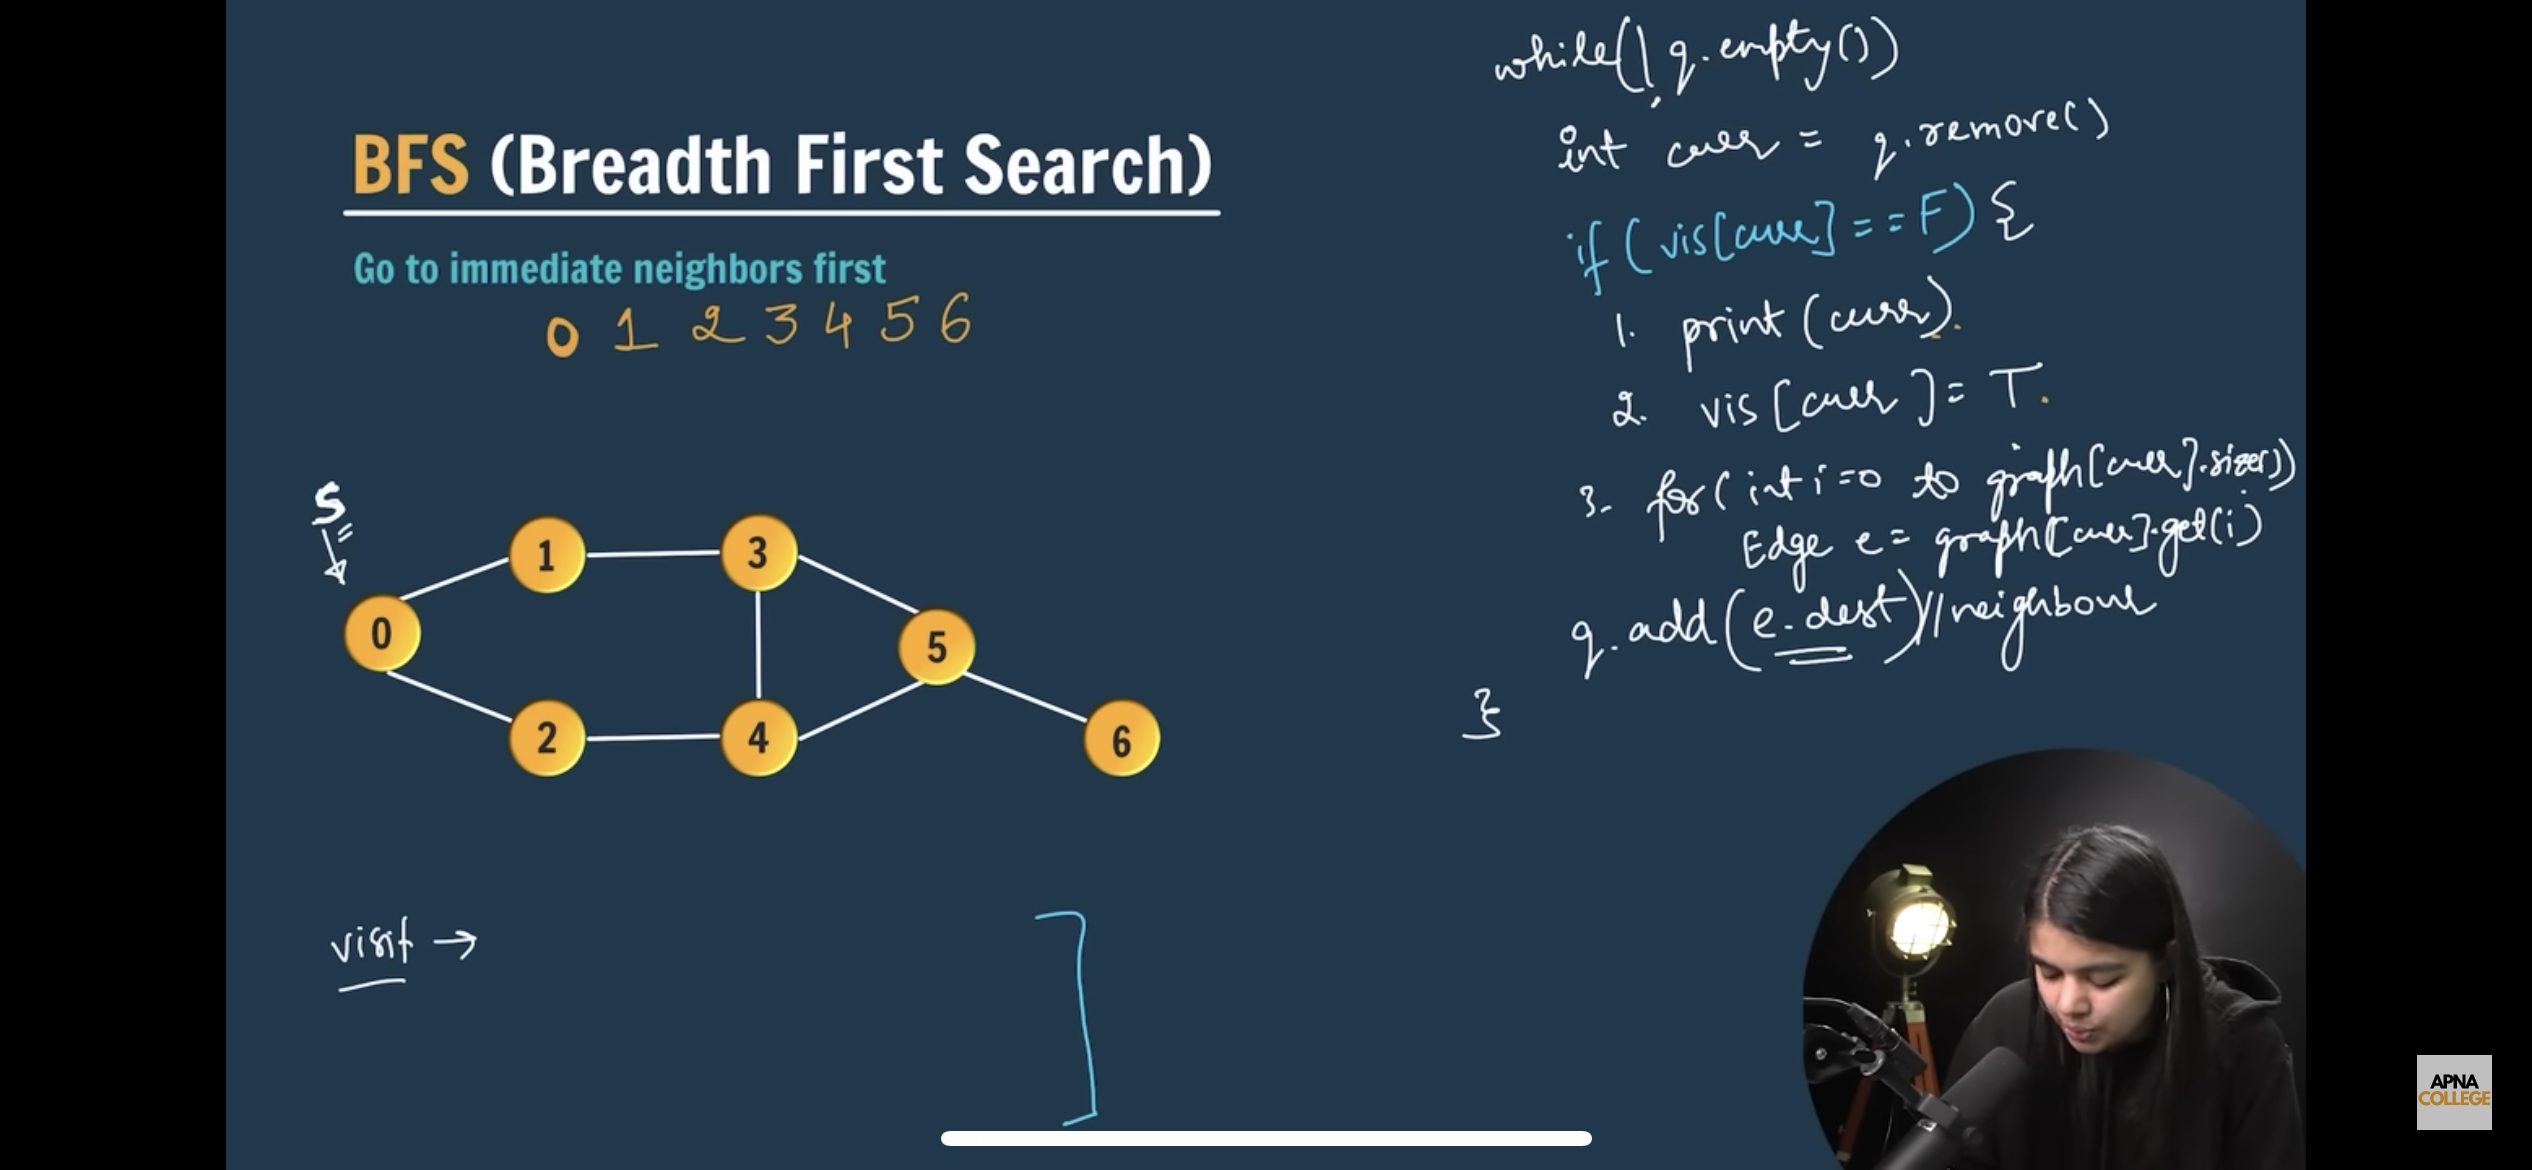 BFS (Breadth First Search)
Go to immediate neighbors first
0 1 2 3 4 5 6
S
0
1
3
5
2
4
6
visit →
while(!q.empty())
int curr = q.remove()
if (vis[curr] == F) {
1. print (curr).
2. vis [curr] = T.
3. for(int i=0 to graph[curr].size())
Edge e = graph[curr].get(i)
q.add(e.dest)//neighbour
}
APNA
COLLEGE